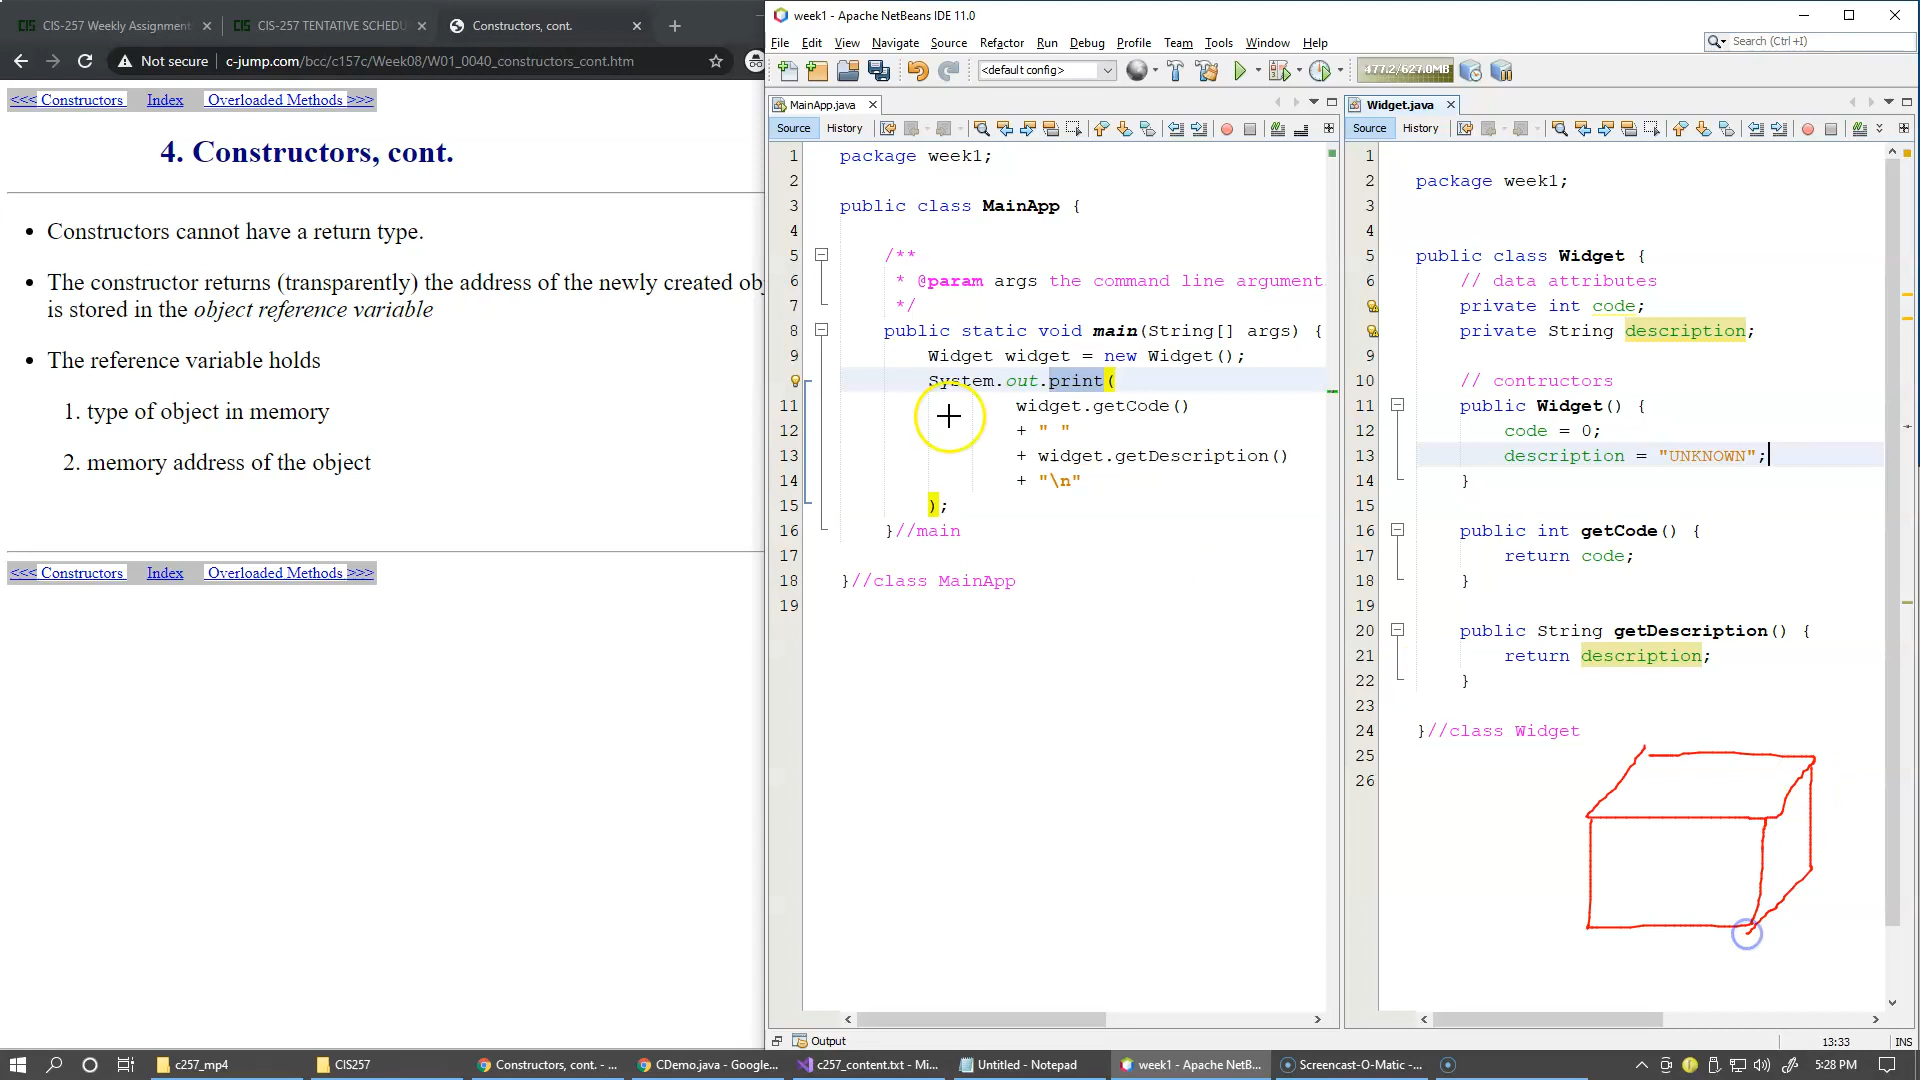 CIS-257 Weekly Assignment
CIS-257 TENTATIVE SCHEDU
Constructors, cont.
Not secure
c-jump.com/bcc/c157c/Week08/W01_0040_constructors_cont.htm
<<< Constructors Index Overloaded Methods >>>
4. Constructors, cont.
Constructors cannot have a return type.
The constructor returns (transparently) the address of the newly created obj
is stored in the object reference variable
The reference variable holds
1. type of object in memory
2. memory address of the object
<<< Constructors Index Overloaded Methods >>>
week1 - Apache NetBeans IDE 11.0
File Edit View Navigate Source Refactor Run Debug Profile Team Tools Window Help
Search (Ctrl+I)
<default config>
477.2/627.0MB
MainApp.java
Source History
1 package week1;
2
3 public class MainApp {
4
5 /**
6 * @param args the command line argument
7 */
8 public static void main(String[] args) {
9 Widget widget = new Widget();
10 System.out.print(
11 widget.getCode()
12 + " "
13 + widget.getDescription()
14 + "\n"
15 );
16 }//main
17
18 }//class MainApp
19
Widget.java
Source History
1
2 package week1;
3
4
5 public class Widget {
6 // data attributes
7 private int code;
8 private String description;
9
10 // contructors
11 public Widget() {
12 code = 0;
13 description = "UNKNOWN";
14 }
15
16 public int getCode() {
17 return code;
18 }
19
20 public String getDescription() {
21 return description;
22 }
23
24 }//class Widget
25
26
Output
13:33 INS
c257_mp4
CIS257
Constructors, cont. - ...
CDemo.java - Google...
c257_content.txt - Mi...
Untitled - Notepad
week1 - Apache NetB...
Screencast-O-Matic -...
5:28 PM